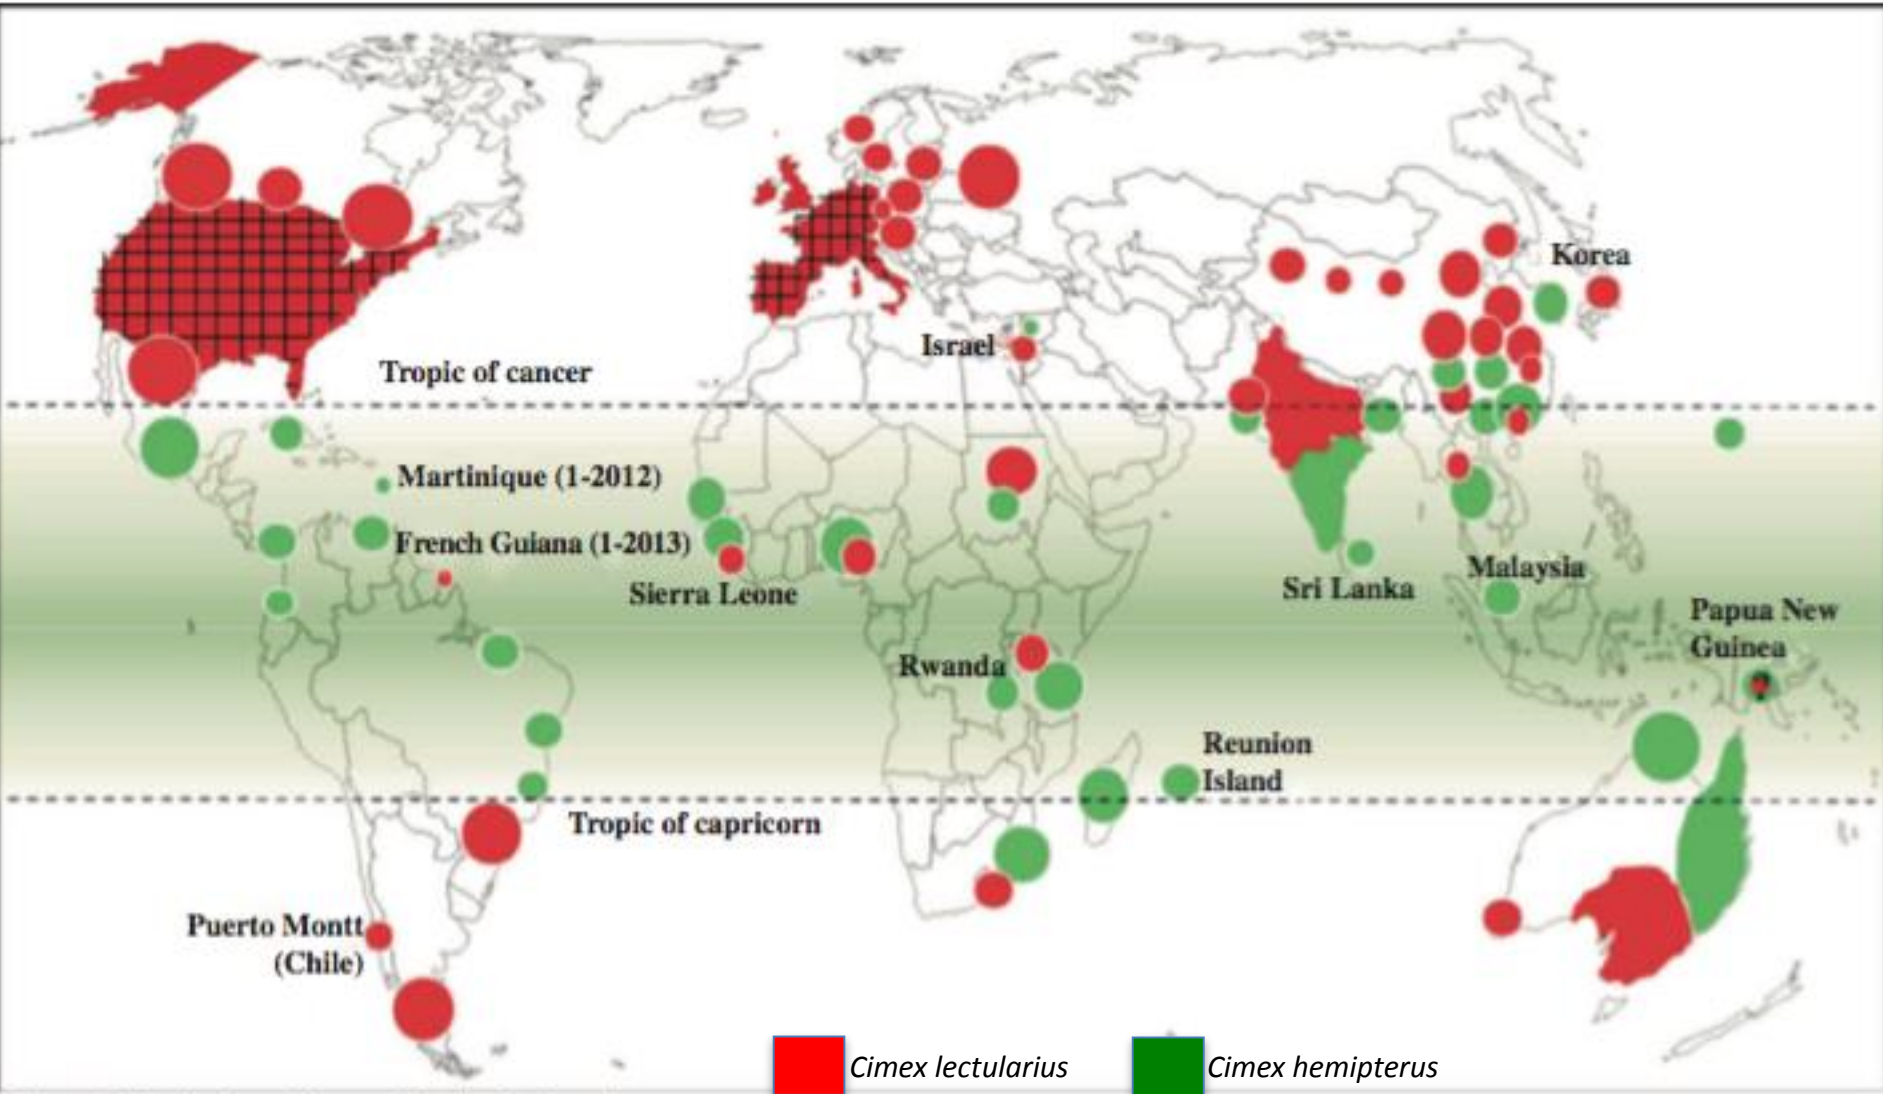 Korea
Israel
Tropic of cancer
Martinique (1-2012)
French Guiana (1-2013)
Sierra Leone
Sri Lanka
Malaysia
Papua New
Guinea
Rwanda
Reunion
Island
Tropic of capricorn
Puerto Montt
(Chile)
Cimex lectularius
Cimex hemipterus